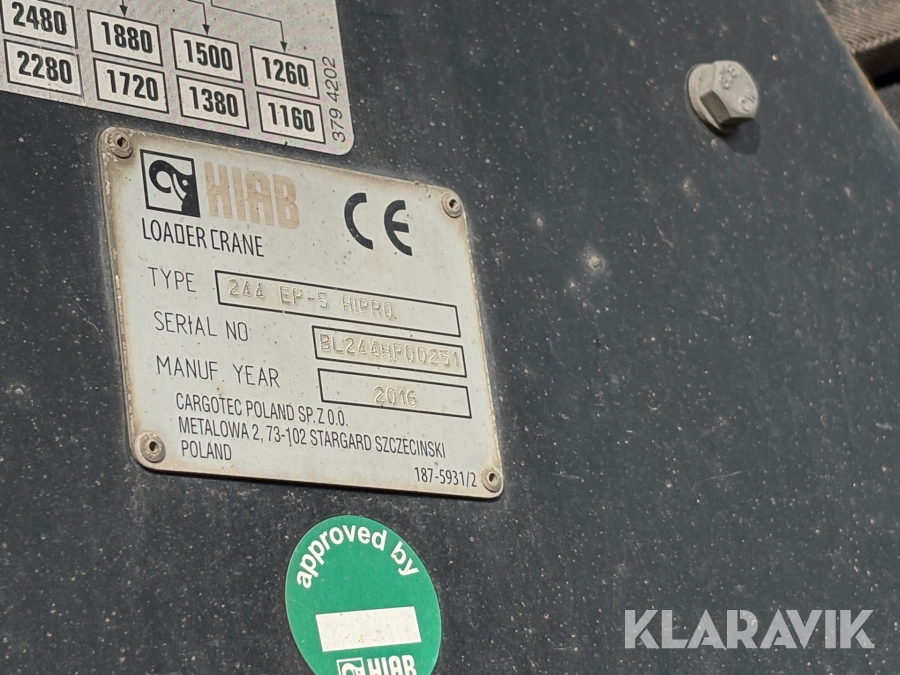 2480 1880 1500 1260
2280 1720 1380 1160
379 4202
HIAB
CE
LOADER CRANE
TYPE 244 EP-5 HIPRO
SERIAL NO BL244HP00251
MANUF YEAR 2016
CARGOTEC POLAND SP. Z O.O.
METALOWA 2, 73-102 STARGARD SZCZECIŃSKI
POLAND
187-5931/2
approved by
HIAB
KLARAVIK